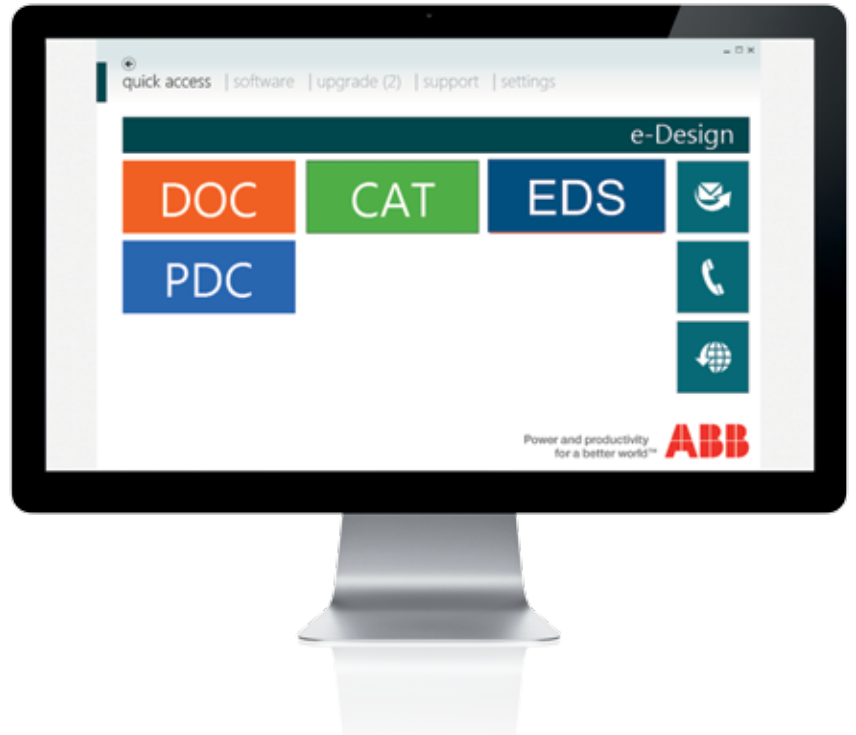 quick access | software | upgrade (2) | support | settings
e-Design
DOC CAT EDS
PDC
Power and productivity
for a better world™
ABB